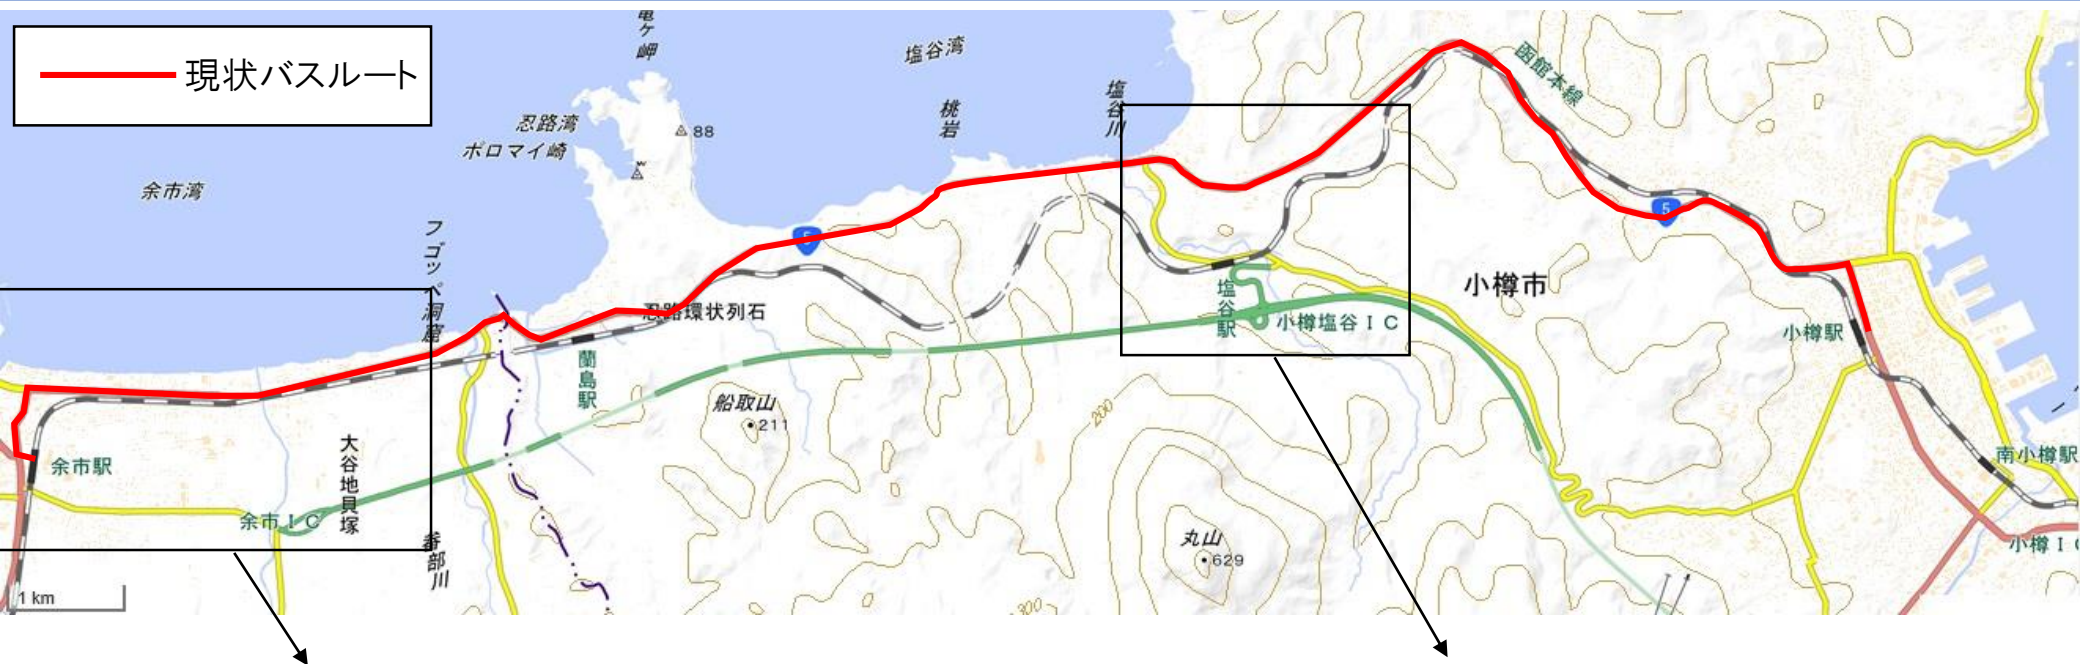 現状バスルート
竜ケ岬
塩谷湾
函館本線
塩谷川
桃岩
忍路湾
88
ポロマイ崎
余市湾
5
5
フゴッペ洞窟
小樽市
忍路環状列石
塩谷駅
小樽塩谷IC
小樽駅
蘭島駅
船取山
211
200
大谷地貝塚
余市駅
南小樽駅
余市IC
丸山
629
小樽I
1 km
300